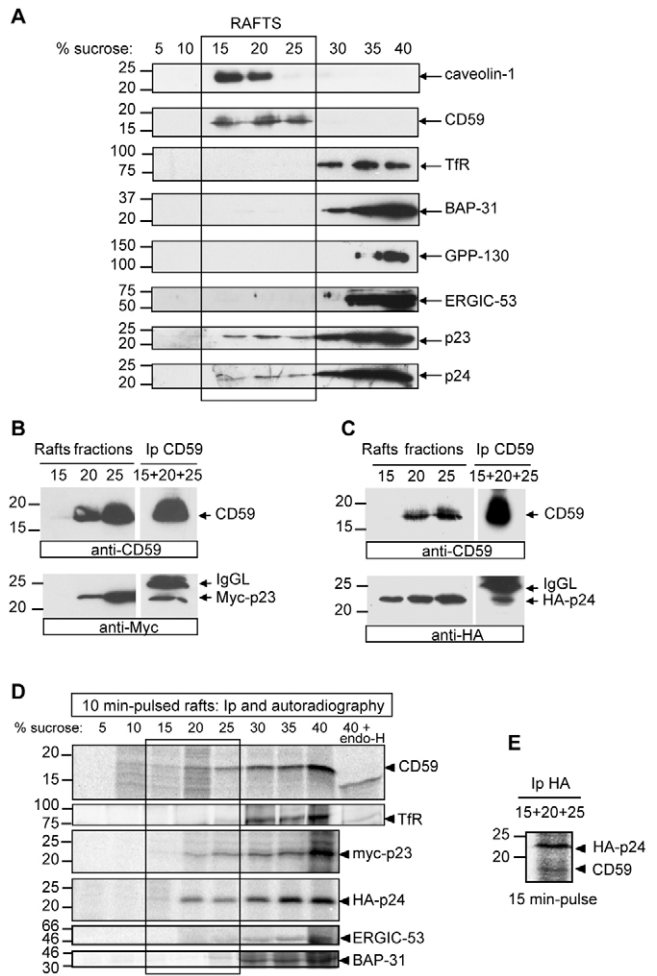 A
RAFTS
% sucrose: 5 10 15 20 25 30 35 40
25
20
caveolin-1
20
15
CD59
100
75
TfR
37
20
BAP-31
150
100
GPP-130
75
50
ERGIC-53
25
20
p23
25
20
p24
B
Rafts fractions Ip CD59
15 20 25 15+20+25
20
15
CD59
anti-CD59
25
20
IgGL
Myc-p23
anti-Myc
C
Rafts fractions Ip CD59
15 20 25 15+20+25
20
15
CD59
anti-CD59
25
20
IgGL
HA-p24
anti-HA
D
10 min-pulsed rafts: Ip and autoradiography
% sucrose: 5 10 15 20 25 30 35 40 40 +
endo-H
20
15
CD59
100
75
TfR
25
20
myc-p23
25
20
HA-p24
66
46
ERGIC-53
46
30
BAP-31
E
Ip HA
15+20+25
25
20
HA-p24
CD59
15 min-pulse